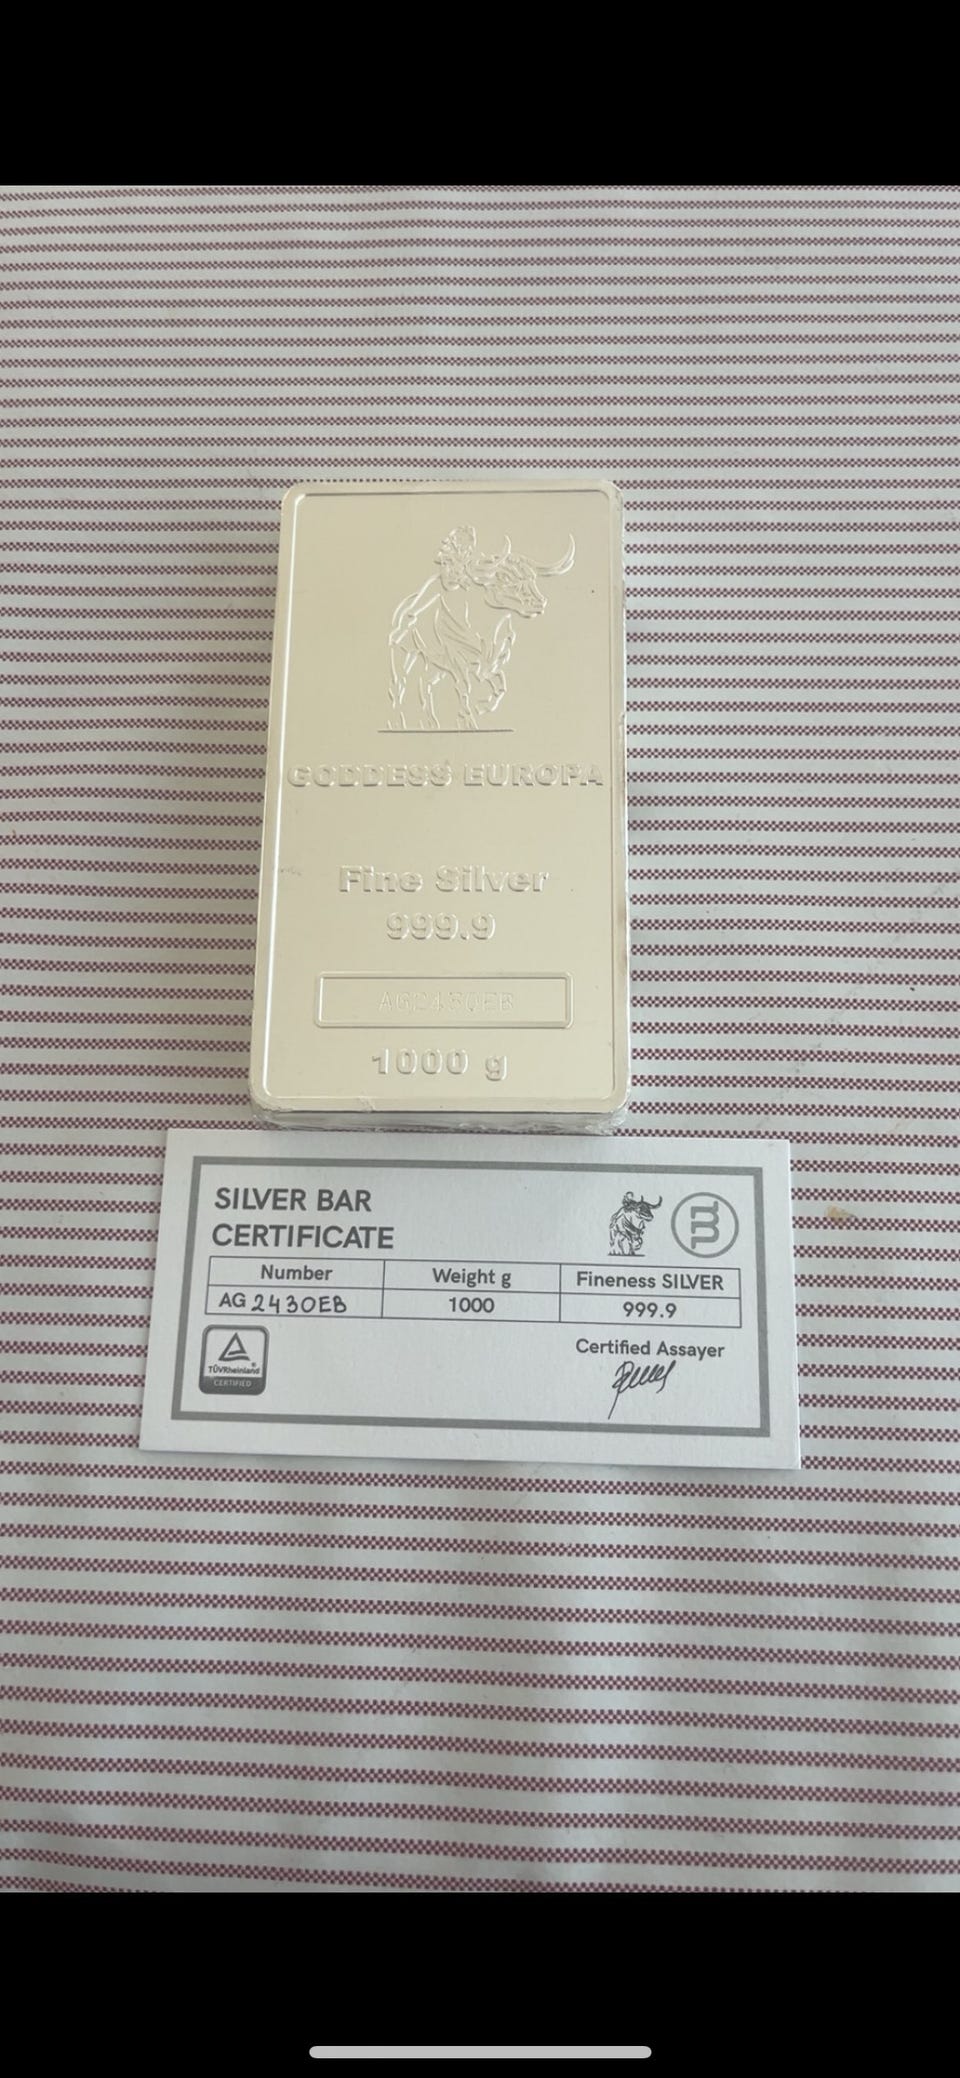 GODDESS EUROPA
Fine Silver
999.9
AG2430EB
1000 g
SILVER BAR
CERTIFICATE
Number Weight g Fineness SILVER
AG 2430EB 1000 999.9
Certified Assayer
TÜVRheinland®
CERTIFIED